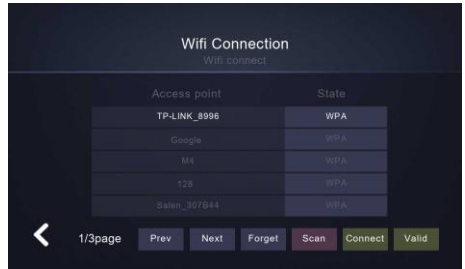 Wifi Connection
Wifi connect
Access point State
TP-LINK_8996 WPA
Google WPA
M4 WPA
128 WPA
Salen_307B44 WPA
1/3page Prev Next Forget Scan Connect Valid